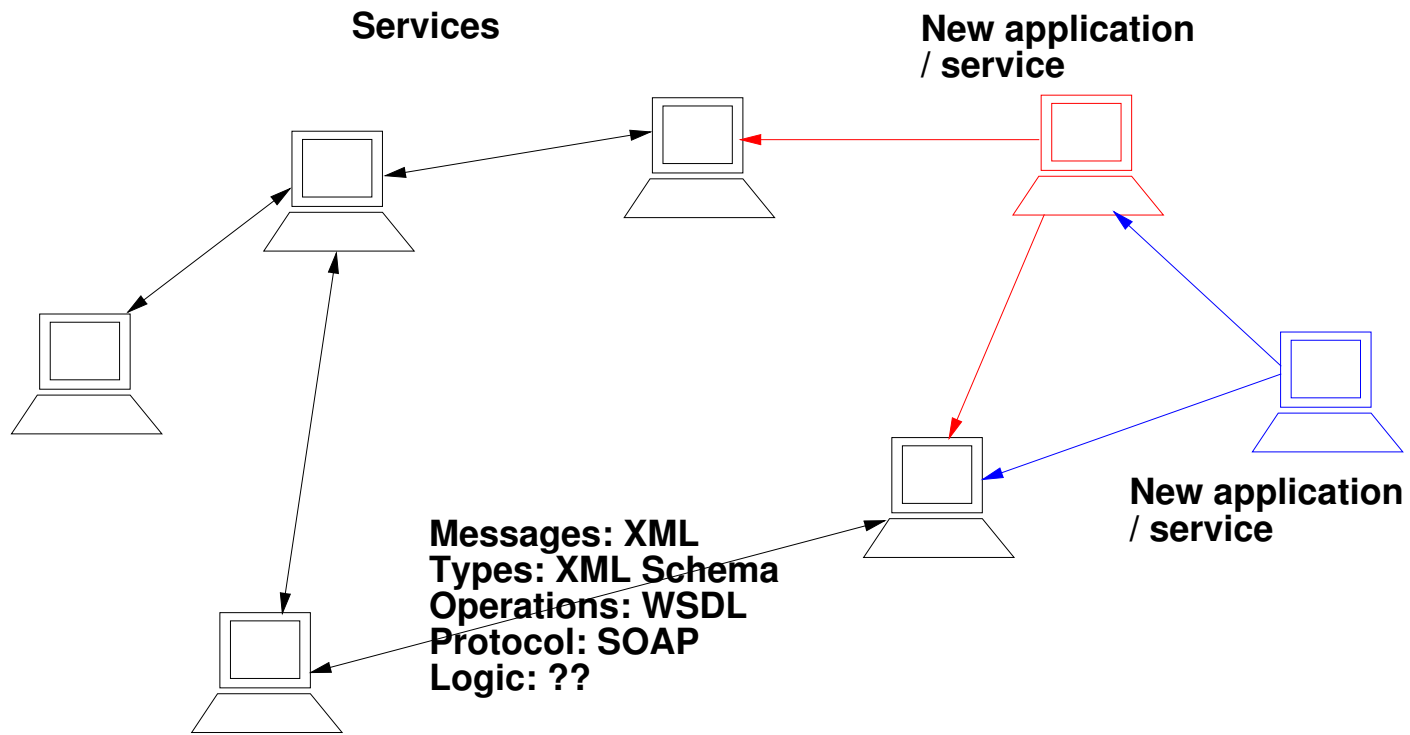 Services
New application
/ service
New application
/ service
Messages: XML
Types: XML Schema
Operations: WSDL
Protocol: SOAP
Logic: ??